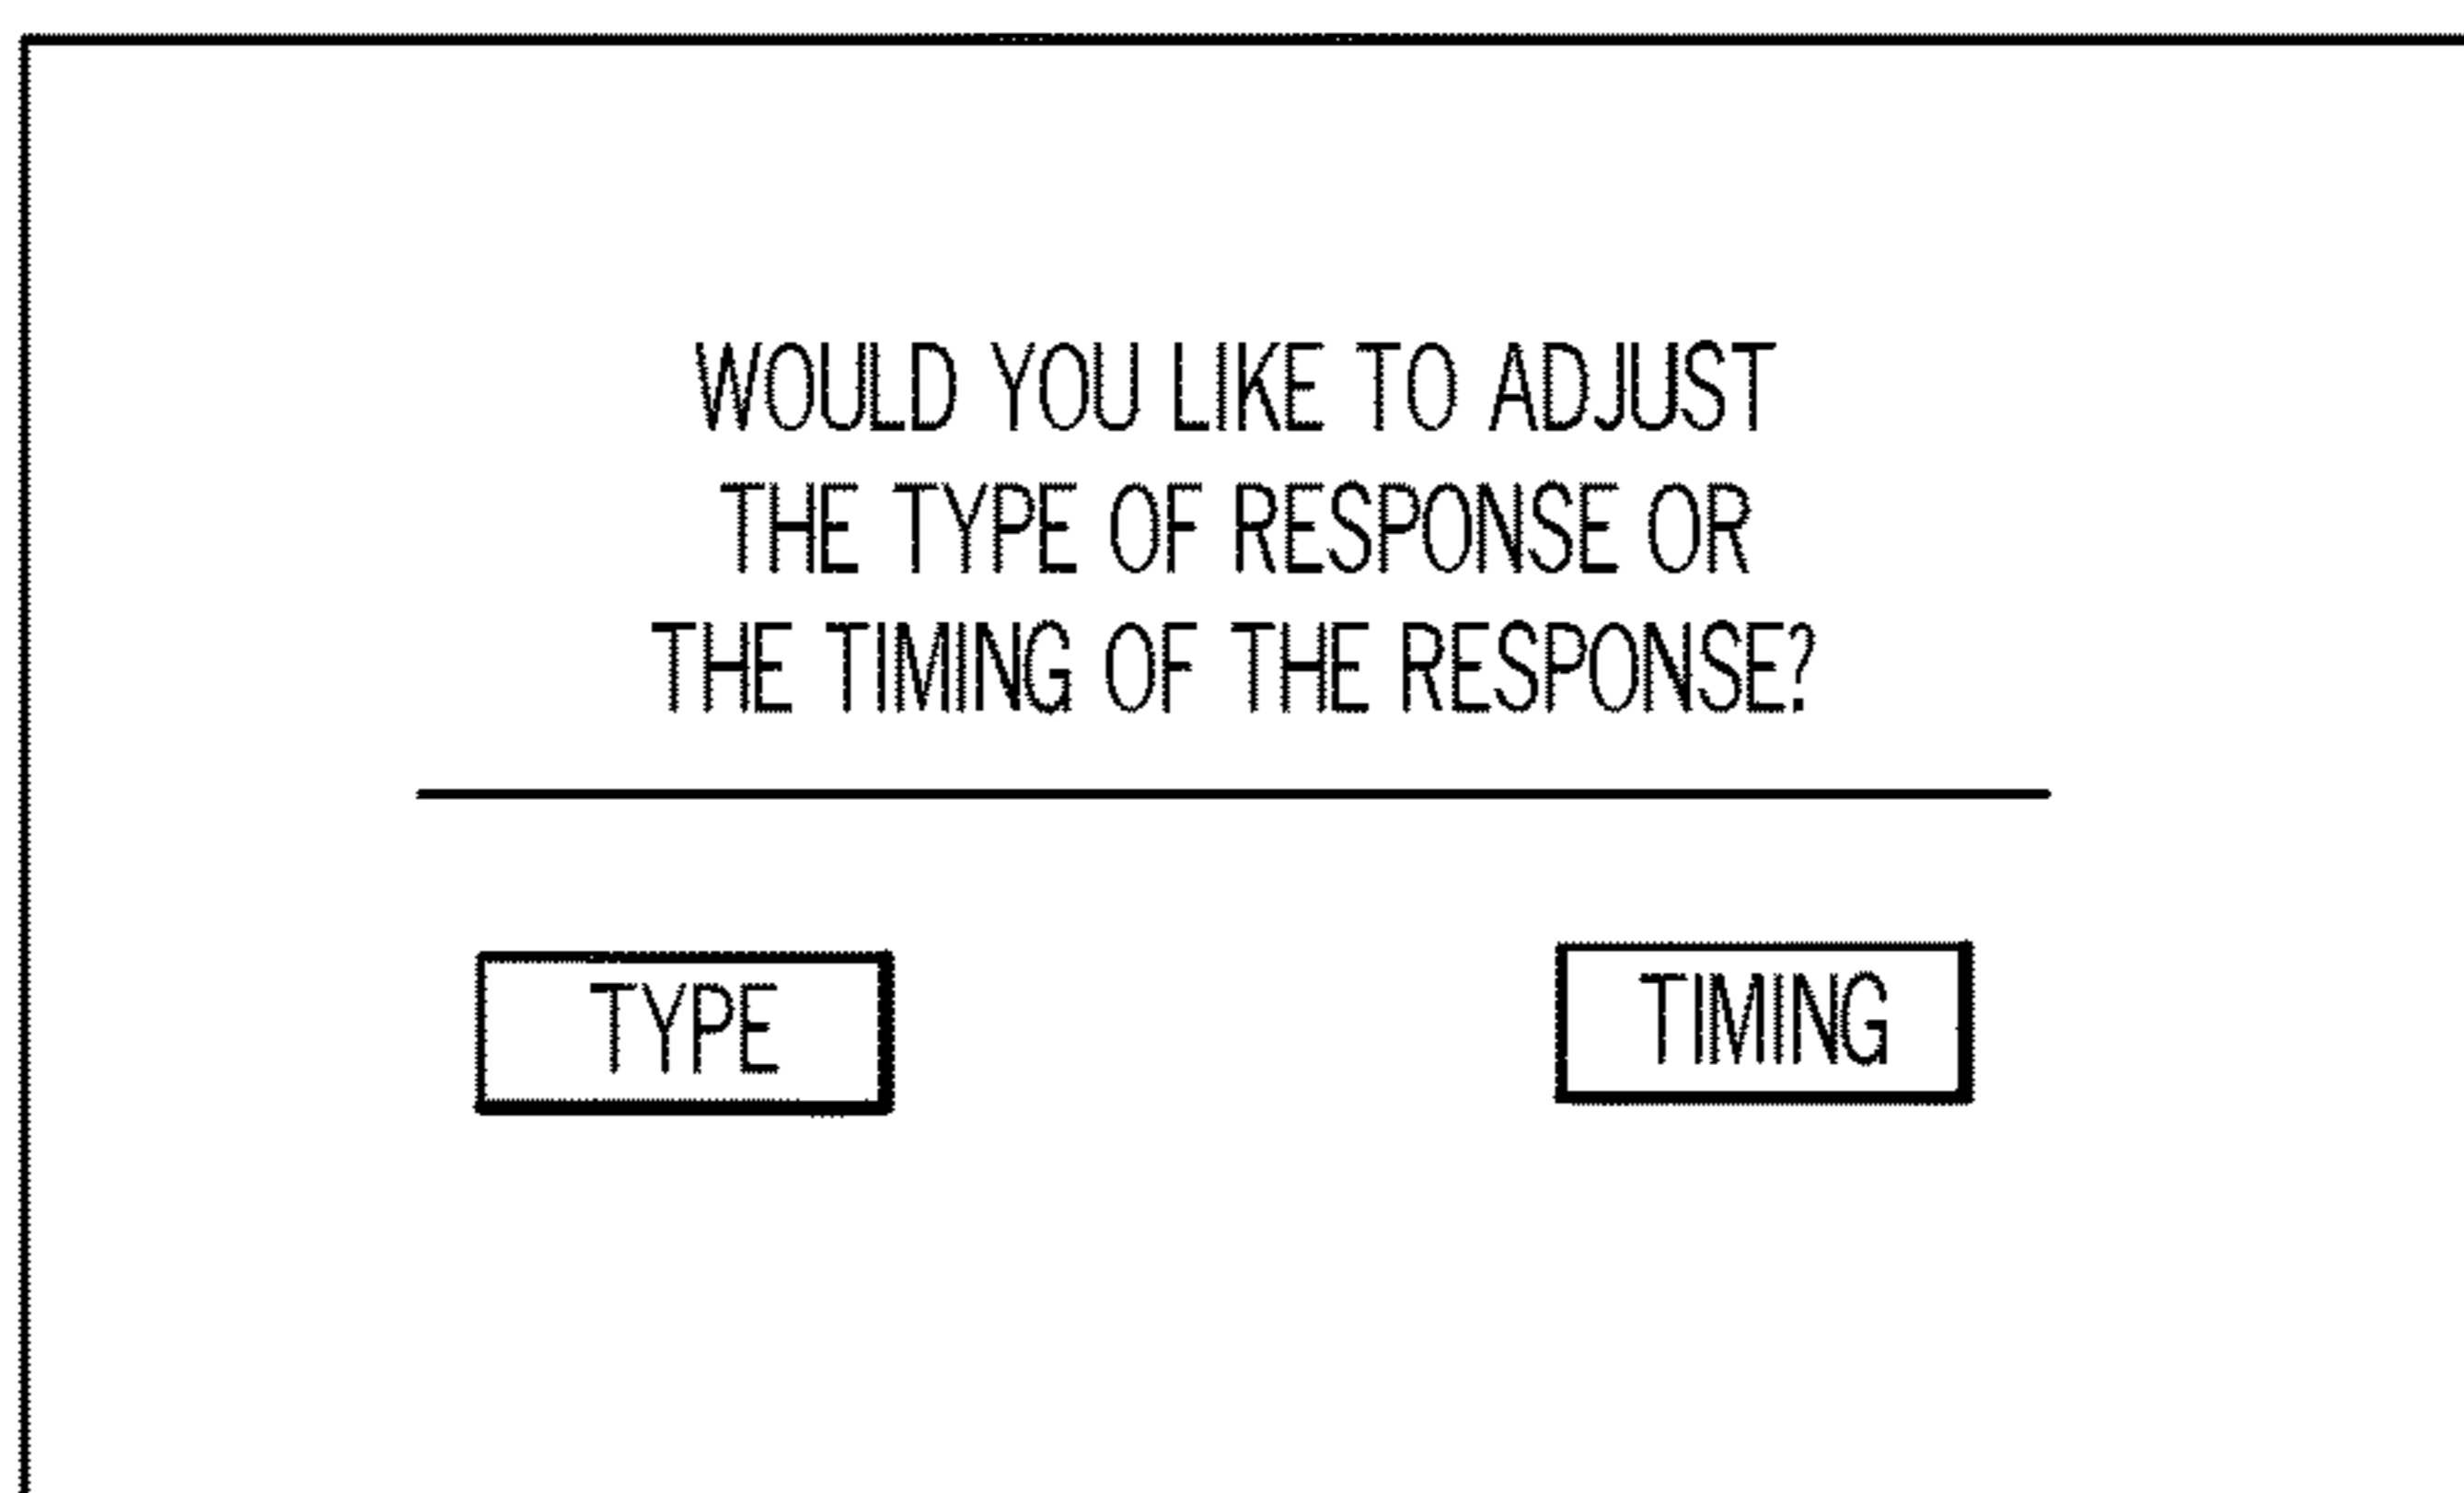 WOULD YOU LIKE TO ADJUST
THE TYPE OF RESPONSE OR
THE TIMING OF THE RESPONSE?
TYPE
TIMING